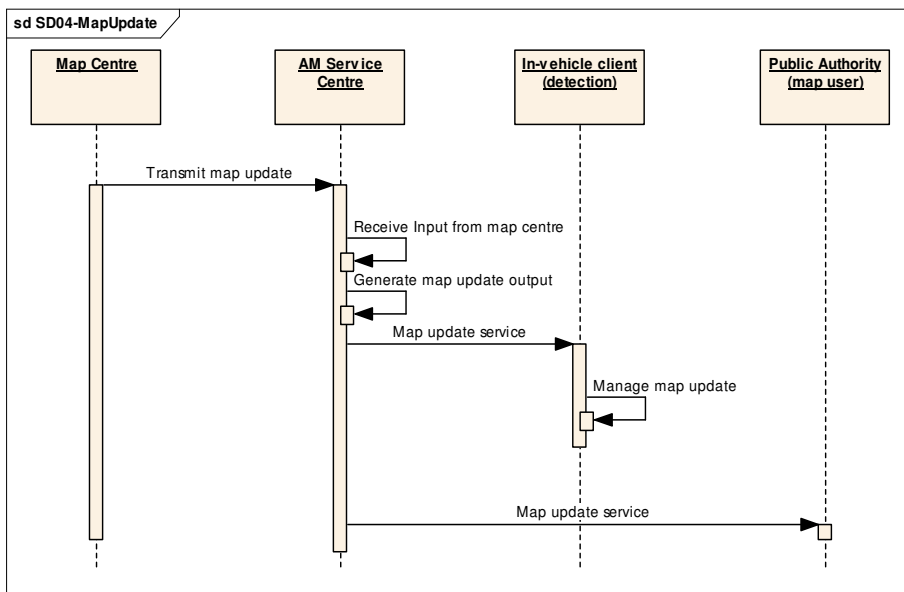 sd SD04-MapUpdate
Map Centre
AM Service
Centre
In-vehicle client
(detection)
Public Authority
(map user)
Transmit map update
Receive Input from map centre
Generate map update output
Map update service
Manage map update
Map update service